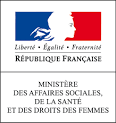 Liberté • Égalité • Fraternité
RÉPUBLIQUE FRANÇAISE
MINISTÈRE
DES AFFAIRES SOCIALES,
DE LA SANTÉ
ET DES DROITS DES FEMMES